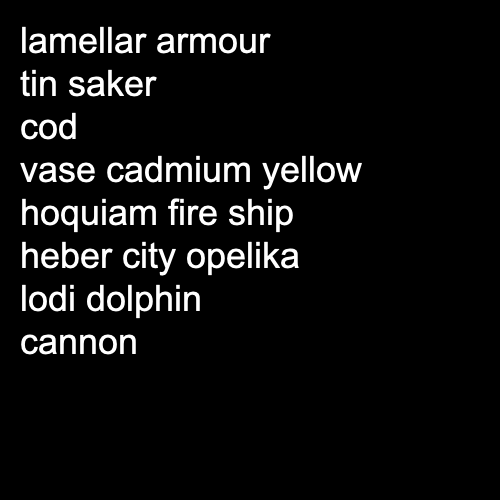 lamellar armour
tin saker
cod
vase cadmium yellow
hoquiam fire ship
heber city opelika
lodi dolphin
cannon